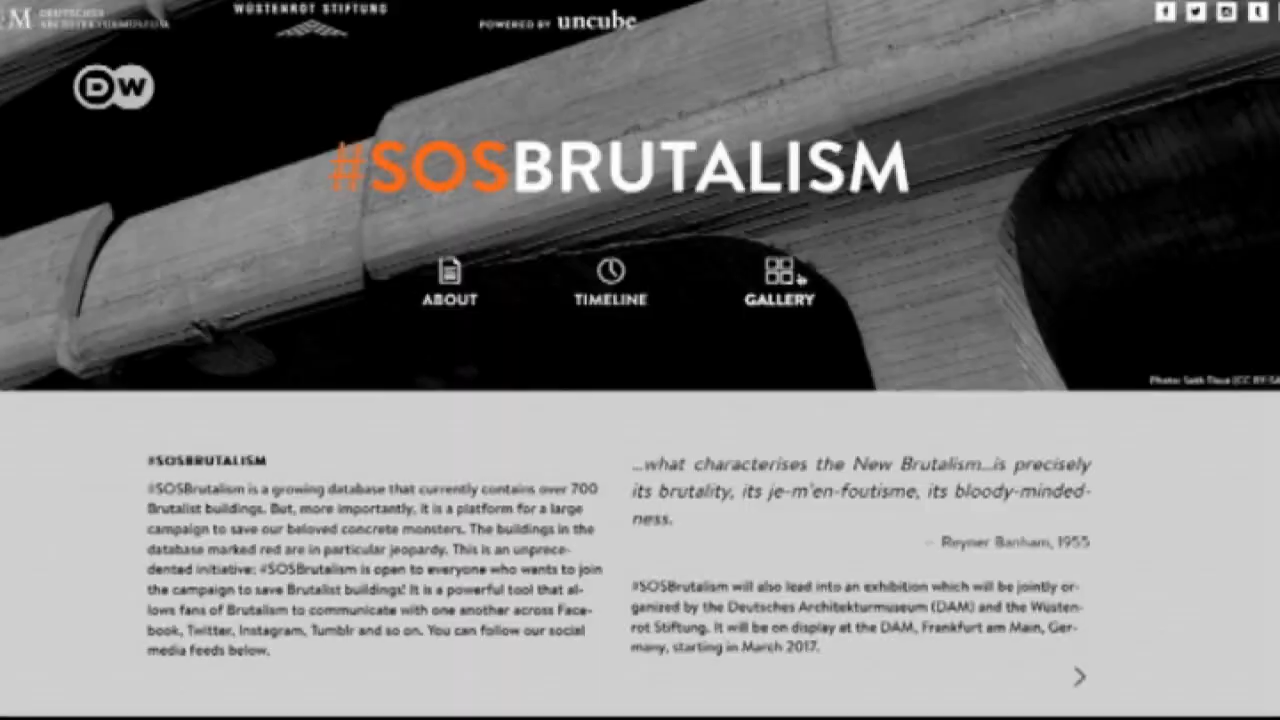 M DEUTSCHES
ARCHITEKTURMUSEUM
WÜSTENROT STIFTUNG
POWERED BY uncube
DW
#SOSBRUTALISM
ABOUT
TIMELINE
GALLERY
#SOSBRUTALISM
#SOSBrutalism is a growing database that currently contains over 700
Brutalist buildings. But, more importantly, it is a platform for a large
campaign to save our beloved concrete monsters. The buildings in the
database marked red are in particular jeopardy. This is an unprece-
dented initiative: #SOSBrutalism is open to everyone who wants to join
the campaign to save Brutalist buildings! It is a powerful tool that al-
lows fans of Brutalism to communicate with one another across Face-
book, Twitter, Instagram, Tumblr and so on. You can follow our social
media feeds below.
...what characterises the New Brutalism...is precisely
its brutality, its je-m'en-foutisme, its bloody-minded-
ness.
– Reyner Banham, 1955
#SOSBrutalism will also lead into an exhibition which will be jointly or-
ganized by the Deutsches Architekturmuseum (DAM) and the Wüsten-
rot Stiftung. It will be on display at the DAM, Frankfurt am Main, Ger-
many, starting in March 2017.